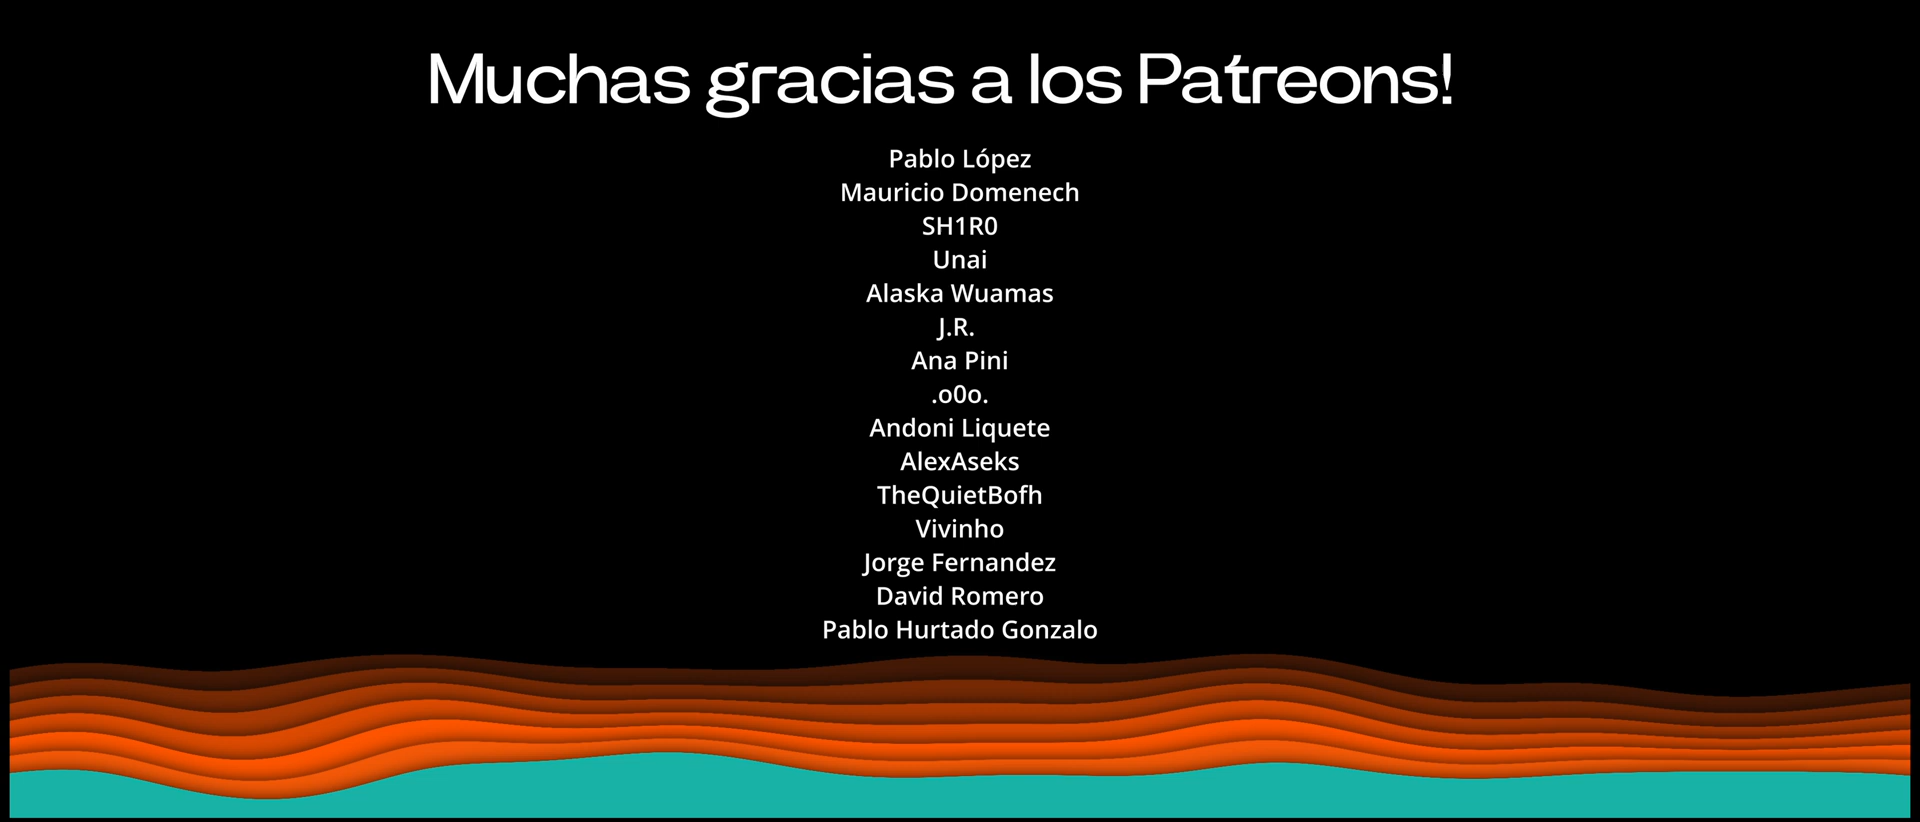 Muchas gracias a los Patreons!
Pablo López
Mauricio Domenech
SH1R0
Unai
Alaska Wuamas
J.R.
Ana Pini
.o0o.
Andoni Liquete
AlexAseks
TheQuietBofh
Vivinho
Jorge Fernandez
David Romero
Pablo Hurtado Gonzalo